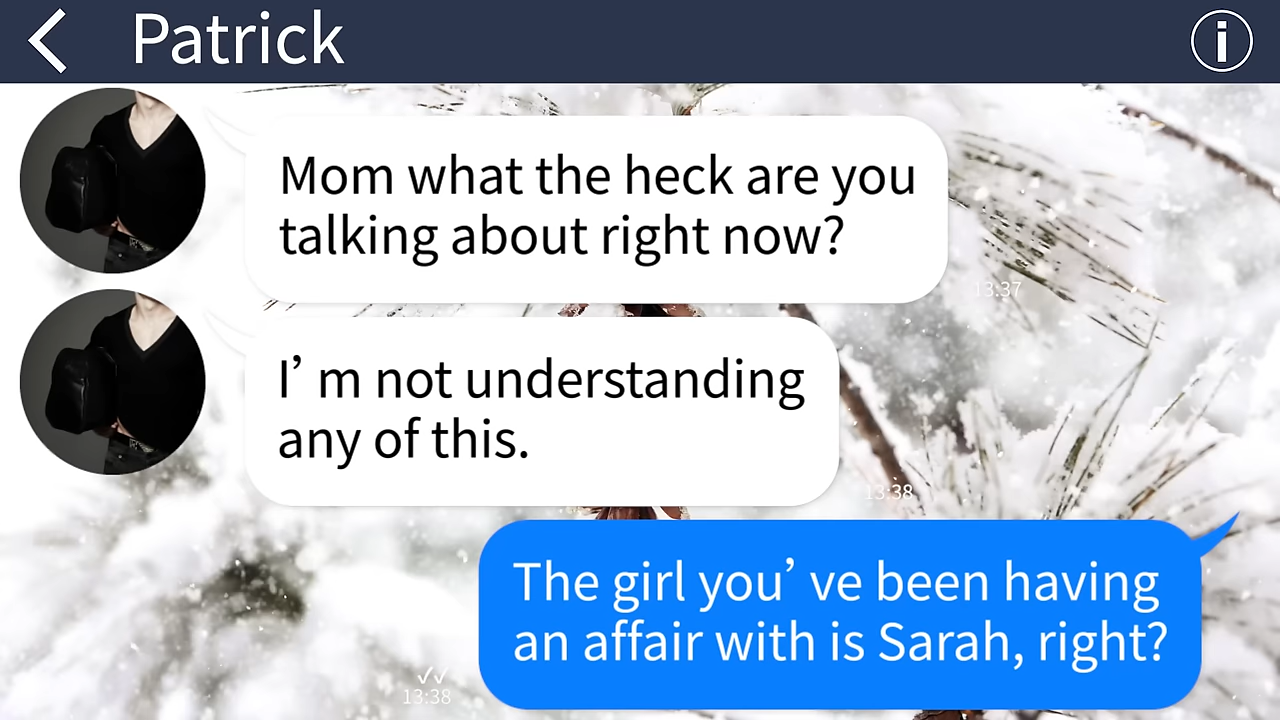 Patrick
Mom what the heck are you
talking about right now?
13:37
I’ m not understanding
any of this.
13:38
The girl you’ ve been having
an affair with is Sarah, right?
13:38